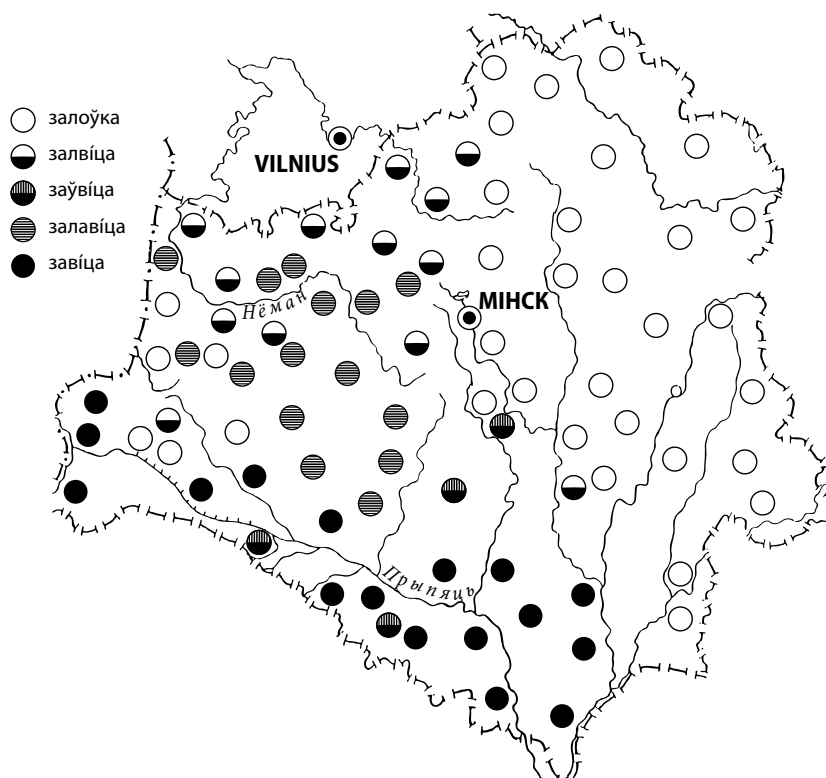 залоўка
залвіца
заўвіца
залавіца
завіца
VILNIUS
МІНСК
Нёман
Прыпяць